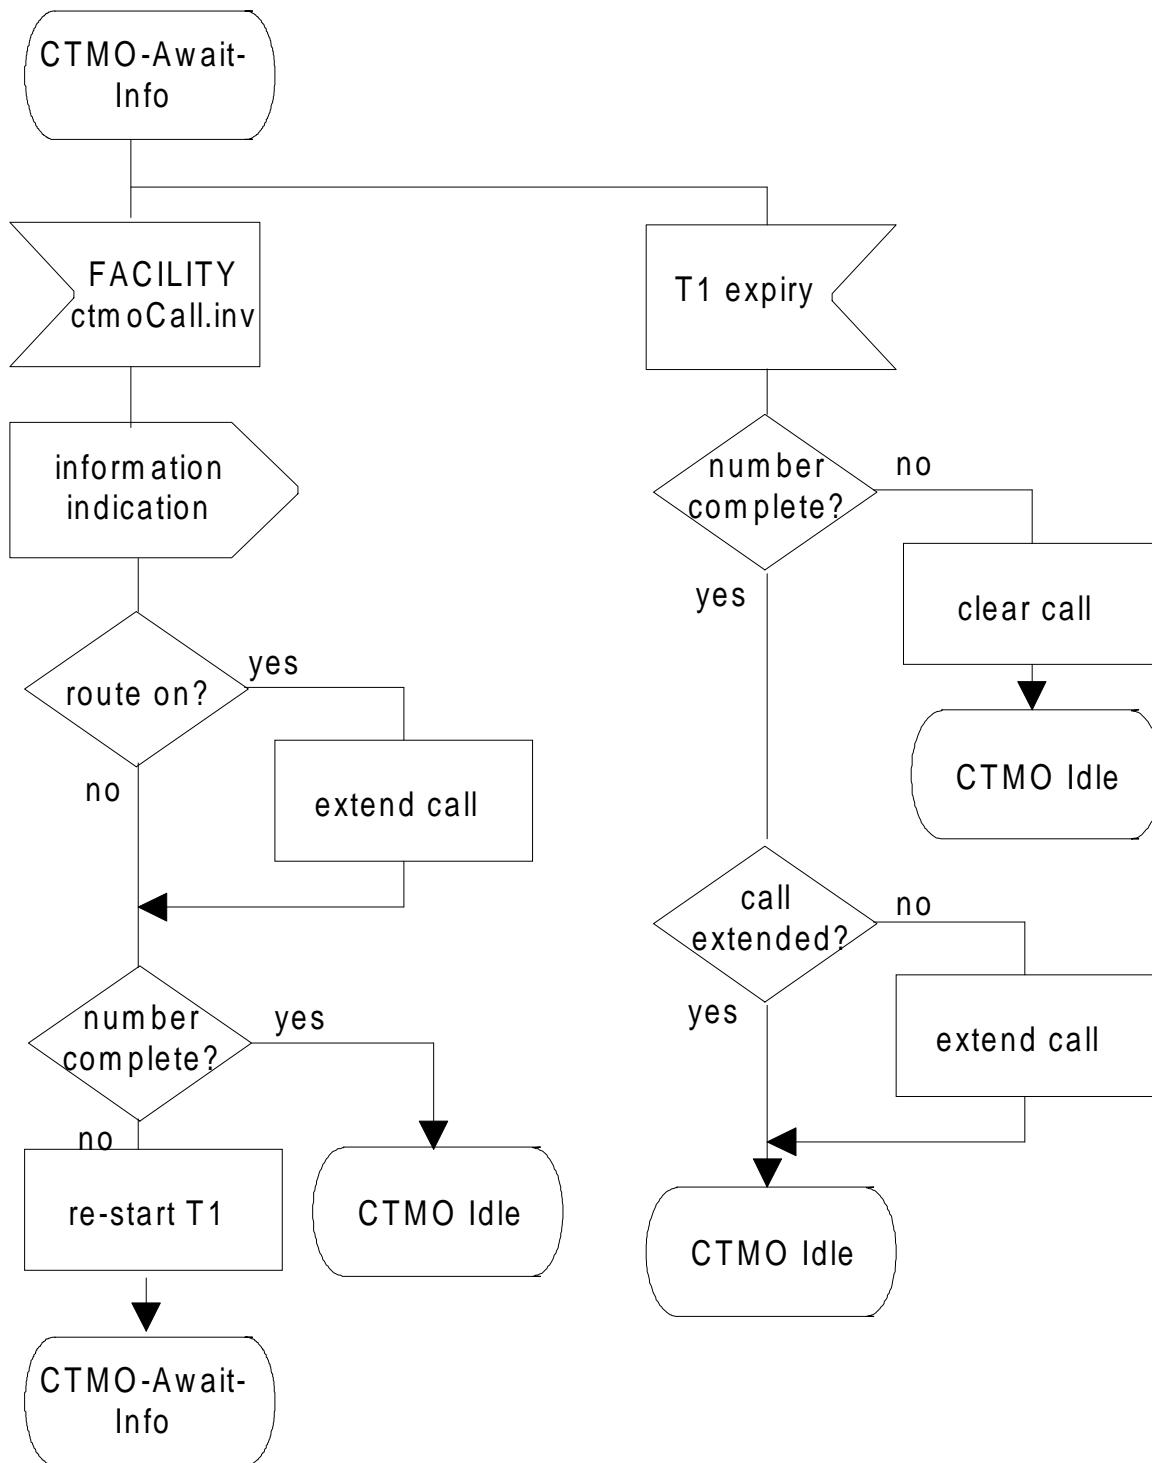 CTMO-Await-
Info
FACILITY
ctmoCall.inv
information
indication
route on?
yes
no
extend call
number
complete?
yes
no
re-start T1
CTMO Idle
CTMO-Await-
Info
T1 expiry
number
complete?
no
yes
clear call
CTMO Idle
call
extended?
no
yes
extend call
CTMO Idle